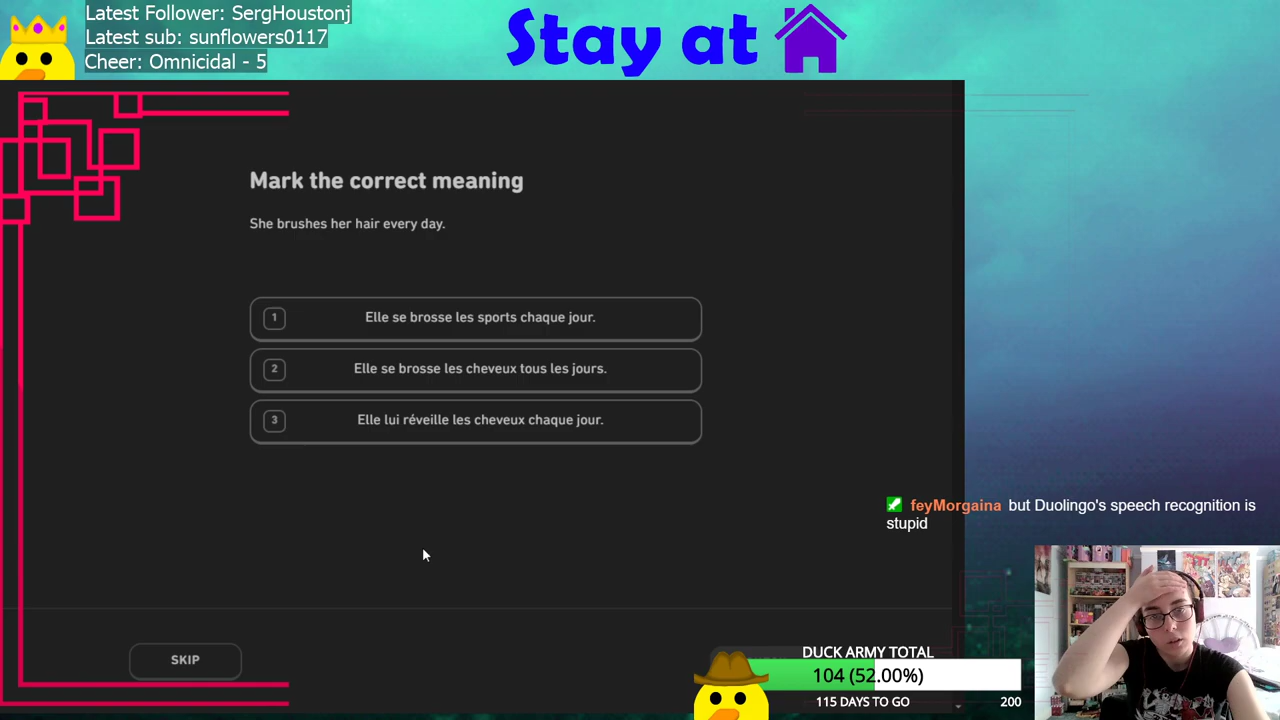 Latest Follower: SergHoustonj
Latest sub: sunflowers0117
Cheer: Omnicidal - 5
Stay at
Mark the correct meaning
She brushes her hair every day.
1 Elle se brosse les sports chaque jour.
2 Elle se brosse les cheveux tous les jours.
3 Elle lui réveille les cheveux chaque jour.
feyMorgaina but Duolingo's speech recognition is
stupid
SKIP
DUCK ARMY TOTAL
104 (52.00%)
115 DAYS TO GO 200